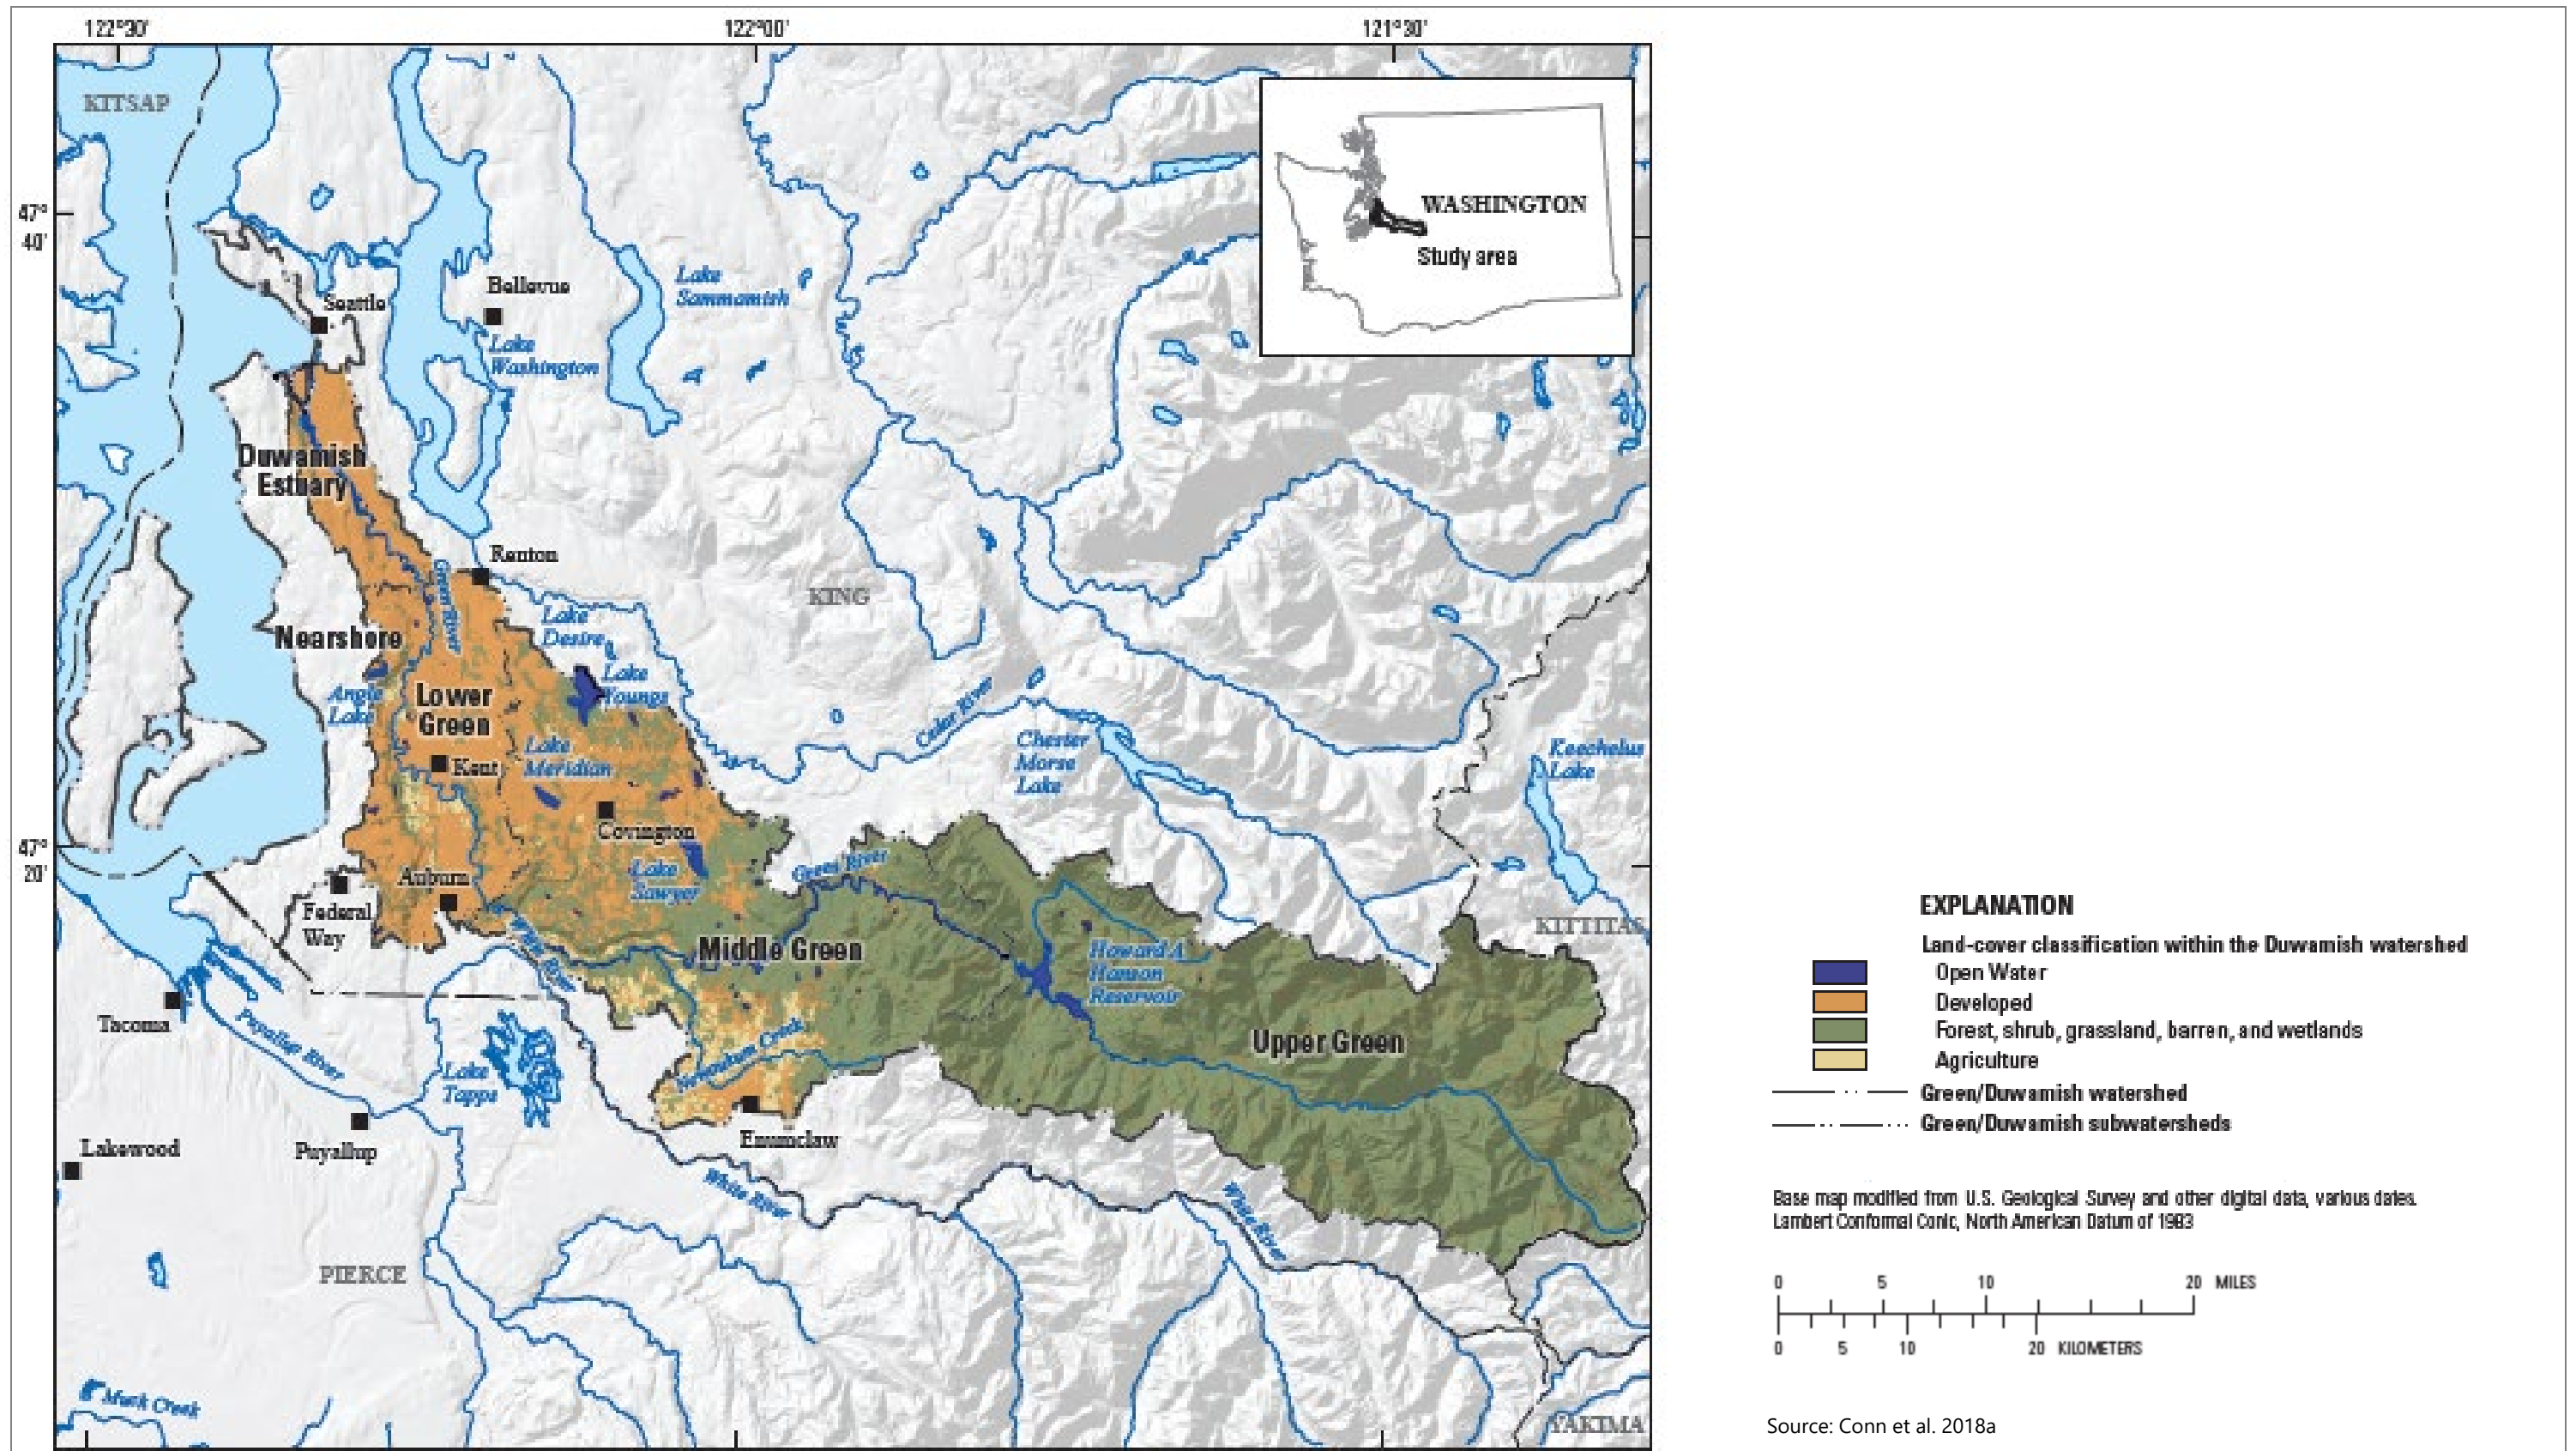 122°30'
122°00'
121°30'
KITSAP
47°
40'
WASHINGTON
Study area
Lake
Sammamish
Bellevue
Seattle
Lake
Washington
Duwamish
Estuary
Renton
Green River
KING
Lake
Desire
Nearshore
Lake
Youngs
Angle
Lake
Lower
Green
Cedar River
Chester
Morse
Lake
Keechelus
Lake
Lake
Meridian
Kent
Covington
47°
20'
Green River
Lake
Sawyer
Auburn
Federal
Way
White River
KITTITAS
Middle Green
Howard A
Hanson
Reservoir
Tacoma
Puyallup River
Newaukum Creek
Upper Green
Lake
Tapps
Enumclaw
Lakewood
Puyallup
White River
White River
PIERCE
Muck Creek
YAKIMA
EXPLANATION
Land-cover classification within the Duwamish watershed
Open Water
Developed
Forest, shrub, grassland, barren, and wetlands
Agriculture
Green/Duwamish watershed
Green/Duwamish subwatersheds
Base map modified from U.S. Geological Survey and other digital data, various dates.
Lambert Conformal Conic, North American Datum of 1983
0 5 10 20 MILES
0 5 10 20 KILOMETERS
Source: Conn et al. 2018a